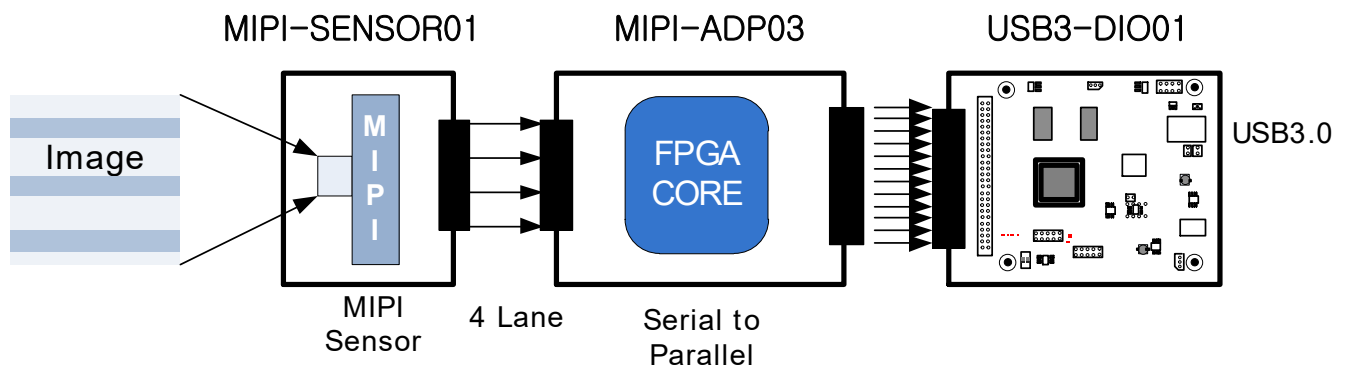 MIPI-SENSOR01
MIPI-ADP03
USB3-DIO01
Image
M
I
P
I
FPGA
CORE
USB3.0
MIPI
Sensor
4 Lane
Serial to
Parallel